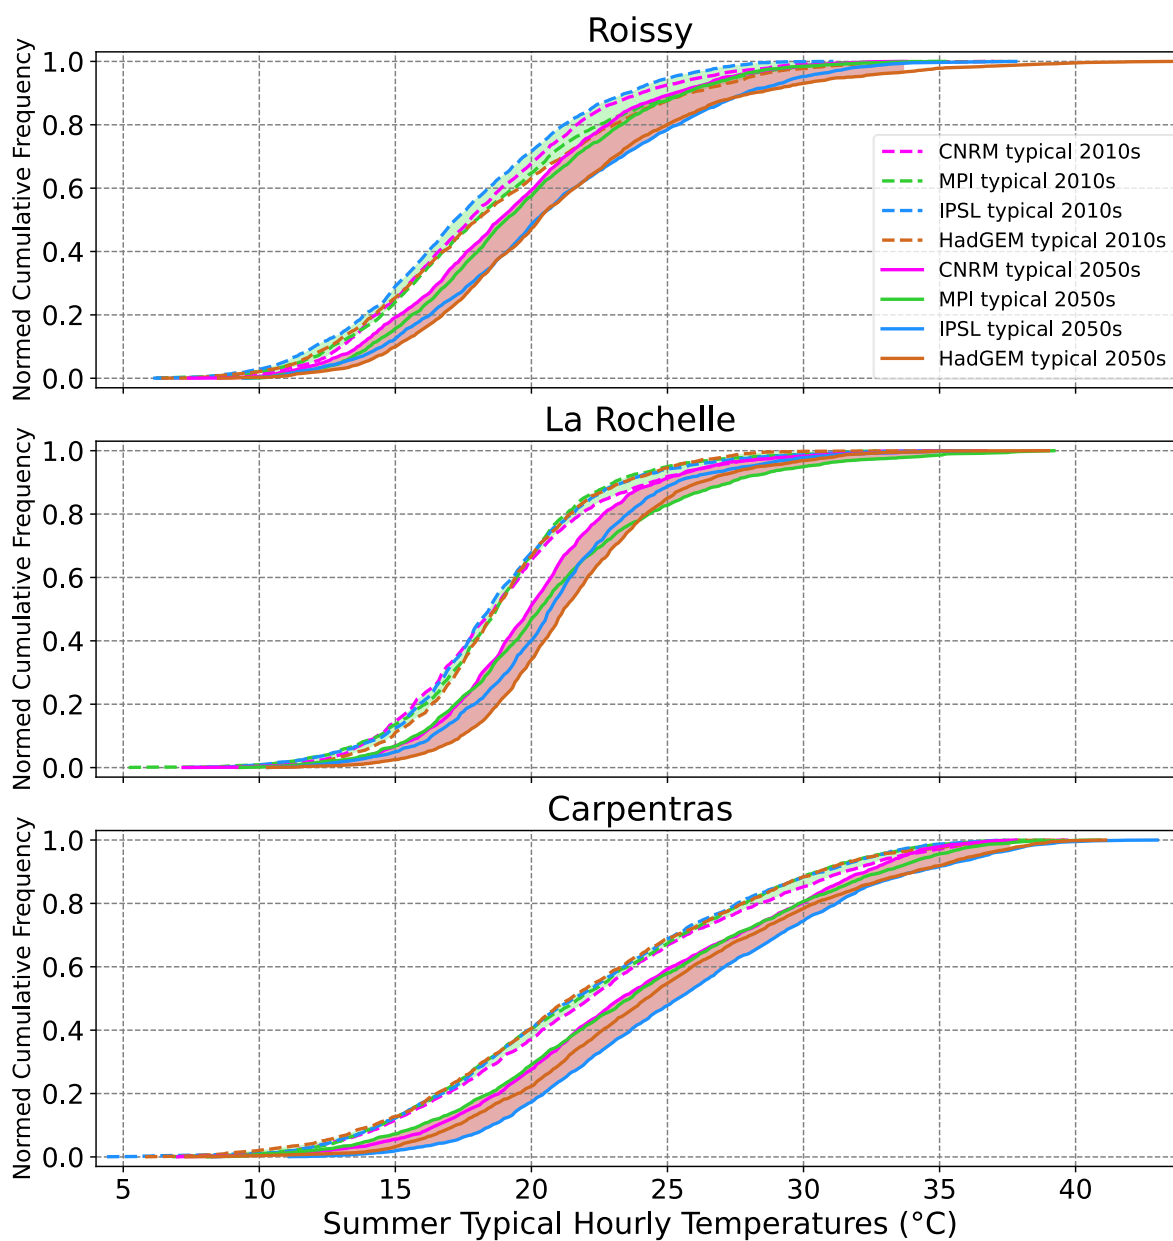 Roissy
Normed Cumulative Frequency
1.0
0.8
0.6
0.4
0.2
0.0
CNRM typical 2010s
MPI typical 2010s
IPSL typical 2010s
HadGEM typical 2010s
CNRM typical 2050s
MPI typical 2050s
IPSL typical 2050s
HadGEM typical 2050s
La Rochelle
Normed Cumulative Frequency
1.0
0.8
0.6
0.4
0.2
0.0
Carpentras
Normed Cumulative Frequency
1.0
0.8
0.6
0.4
0.2
0.0
5 10 15 20 25 30 35 40
Summer Typical Hourly Temperatures (°C)